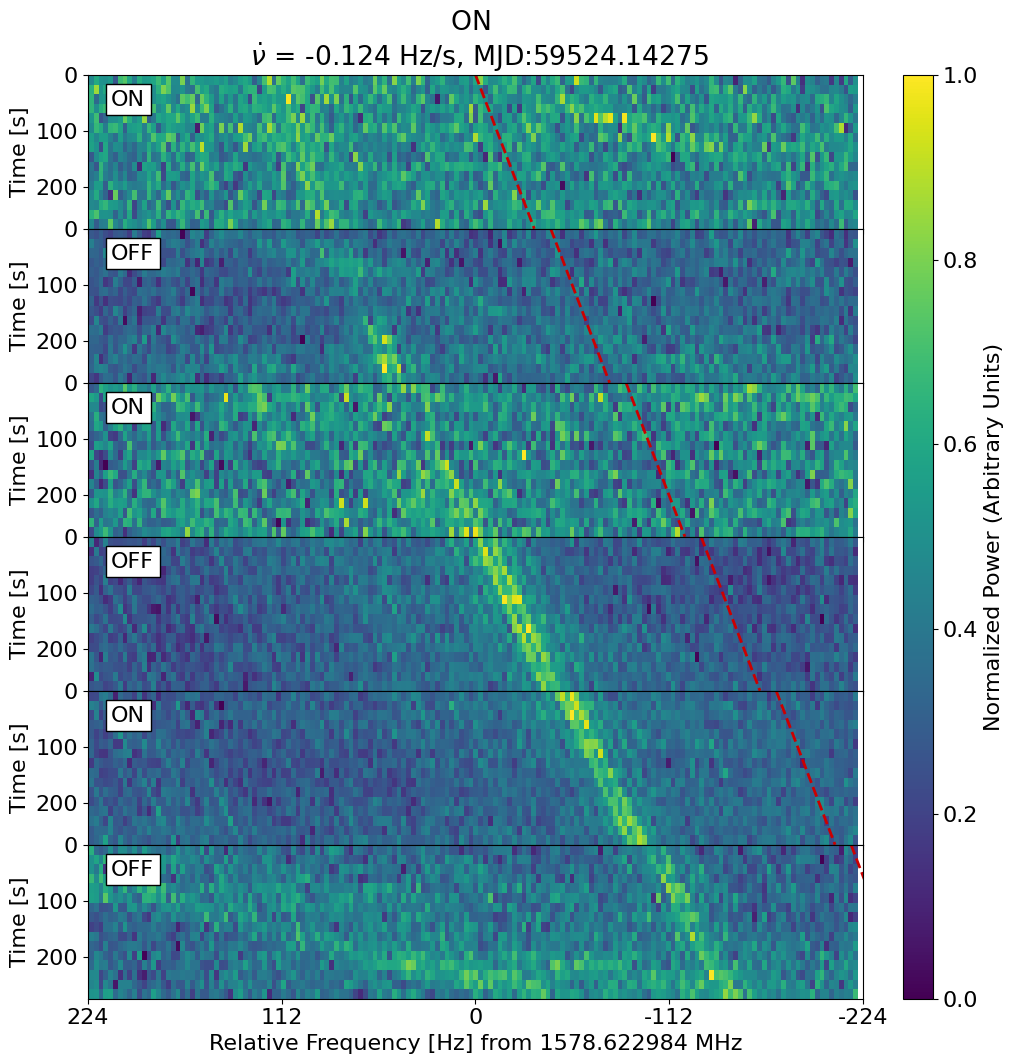 ON
ν̇ = -0.124 Hz/s, MJD:59524.14275
0
100
200
Time [s]
ON
0
100
200
Time [s]
OFF
0
100
200
Time [s]
ON
0
100
200
Time [s]
OFF
0
100
200
Time [s]
ON
0
100
200
Time [s]
OFF
224 112 0 -112 -224
Relative Frequency [Hz] from 1578.622984 MHz
1.0
0.8
0.6
0.4
0.2
0.0
Normalized Power (Arbitrary Units)